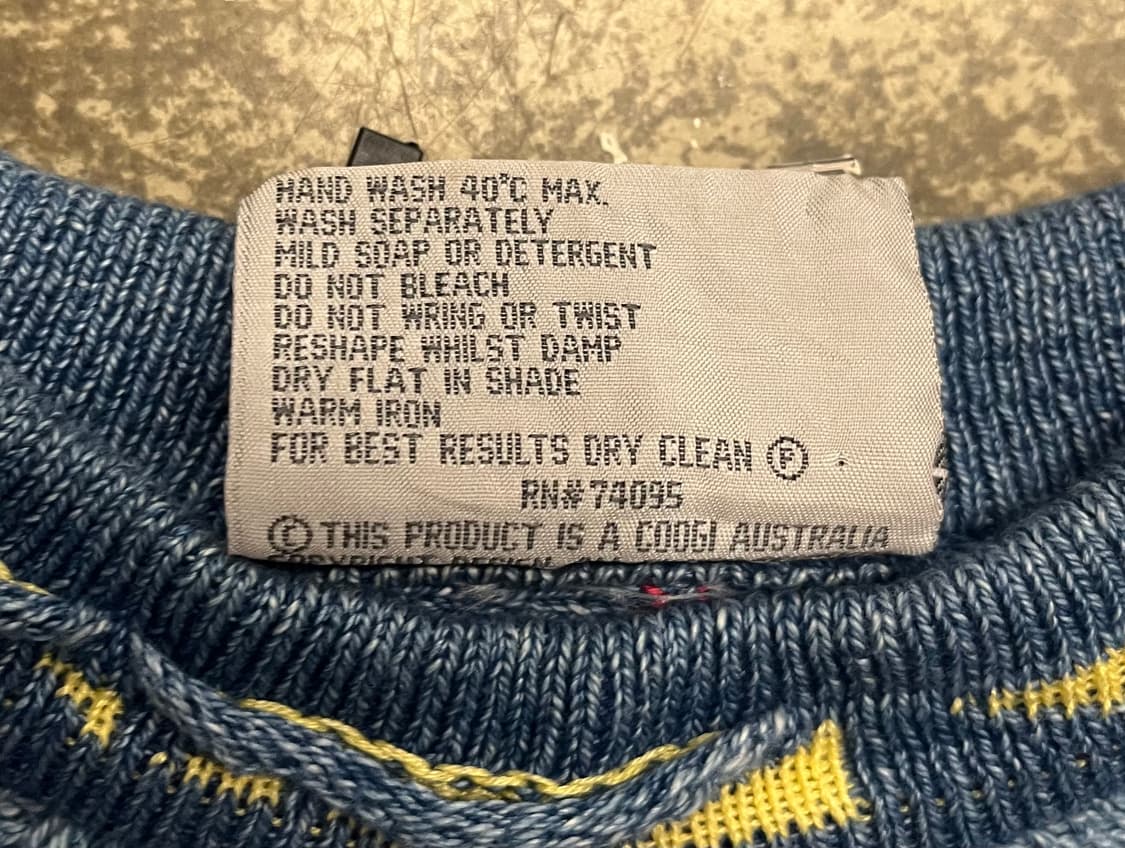 HAND WASH 40°C MAX.
WASH SEPARATELY
MILD SOAP OR DETERGENT
DO NOT BLEACH
DO NOT WRING OR TWIST
RESHAPE WHILST DAMP
DRY FLAT IN SHADE
WARM IRON
FOR BEST RESULTS DRY CLEAN Ⓕ
RN# 74095
© THIS PRODUCT IS A COOGI AUSTRALIA
COPYRIGHT DESIGN